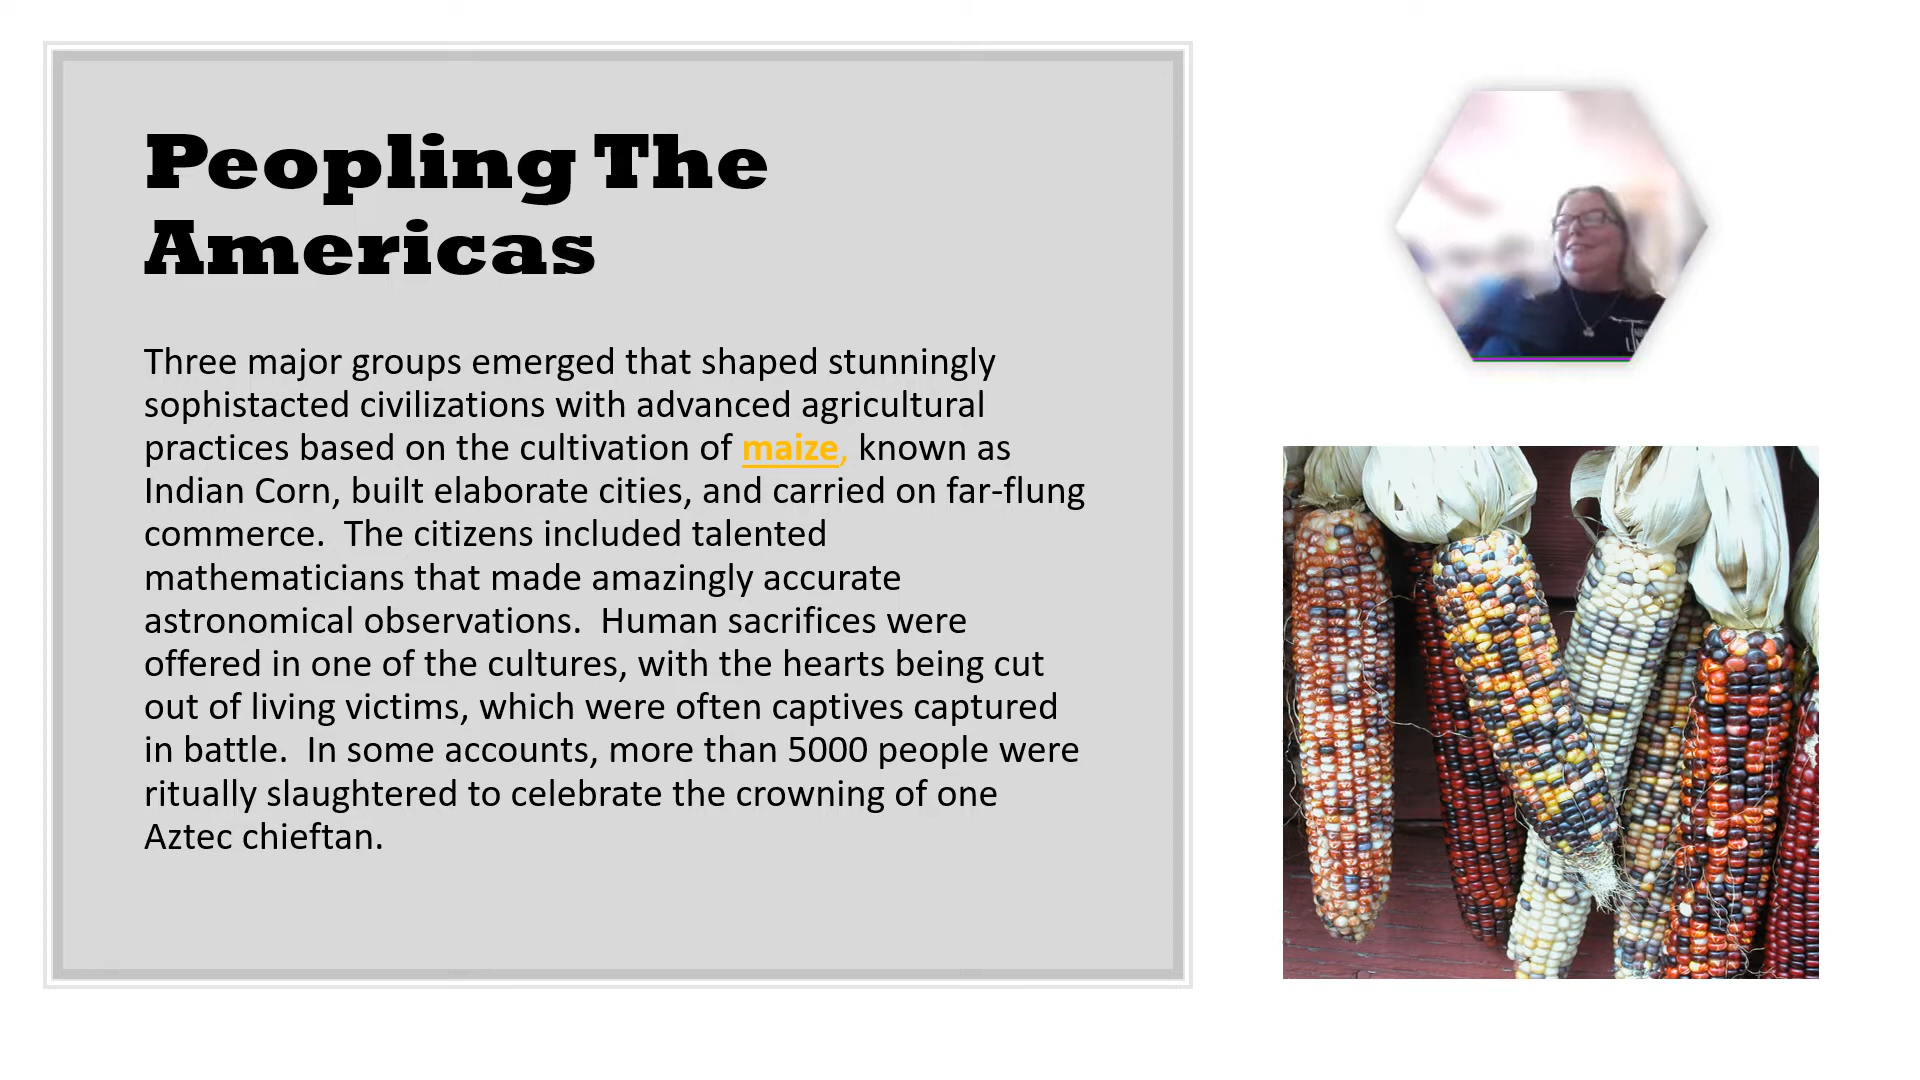 Peopling The
Americas
Three major groups emerged that shaped stunningly
sophistacted civilizations with advanced agricultural
practices based on the cultivation of maize, known as
Indian Corn, built elaborate cities, and carried on far-flung
commerce.  The citizens included talented
mathematicians that made amazingly accurate
astronomical observations.  Human sacrifices were
offered in one of the cultures, with the hearts being cut
out of living victims, which were often captives captured
in battle.  In some accounts, more than 5000 people were
ritually slaughtered to celebrate the crowning of one
Aztec chieftan.